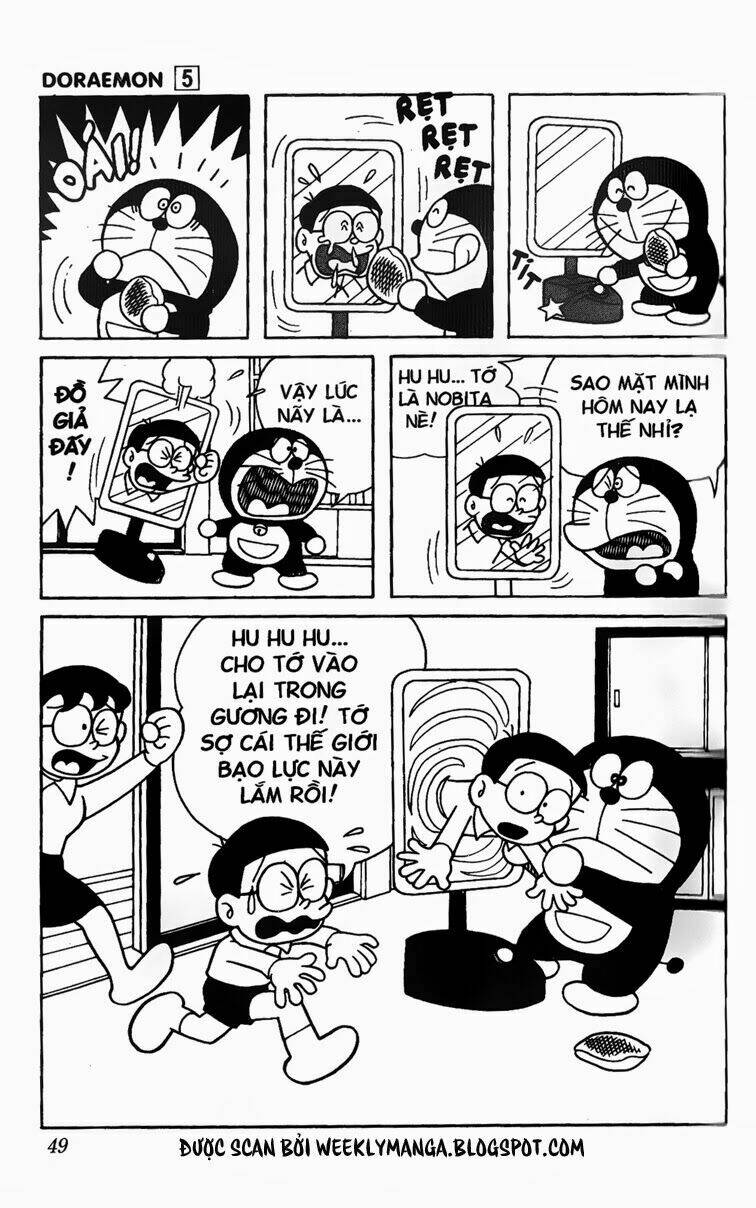 DORAEMON 5
OÁI!
RẸT
RẸT
RẸT
TÍT
ĐỒ
GIẢ
ĐẤY
!
VẬY LÚC
NÃY LÀ...
HU HU... TỚ
LÀ NOBITA
NÈ!
SAO MẶT MÌNH
HÔM NAY LẠ
THẾ NHỈ?
HU HU HU...
CHO TỚ VÀO
LẠI TRONG
GƯƠNG ĐI! TỚ
SỢ CÁI THẾ GIỚI
BẠO LỰC NÀY
LẮM RỒI!
49
ĐƯỢC SCAN BỞI WEEKLYMANGA.BLOGSPOT.COM